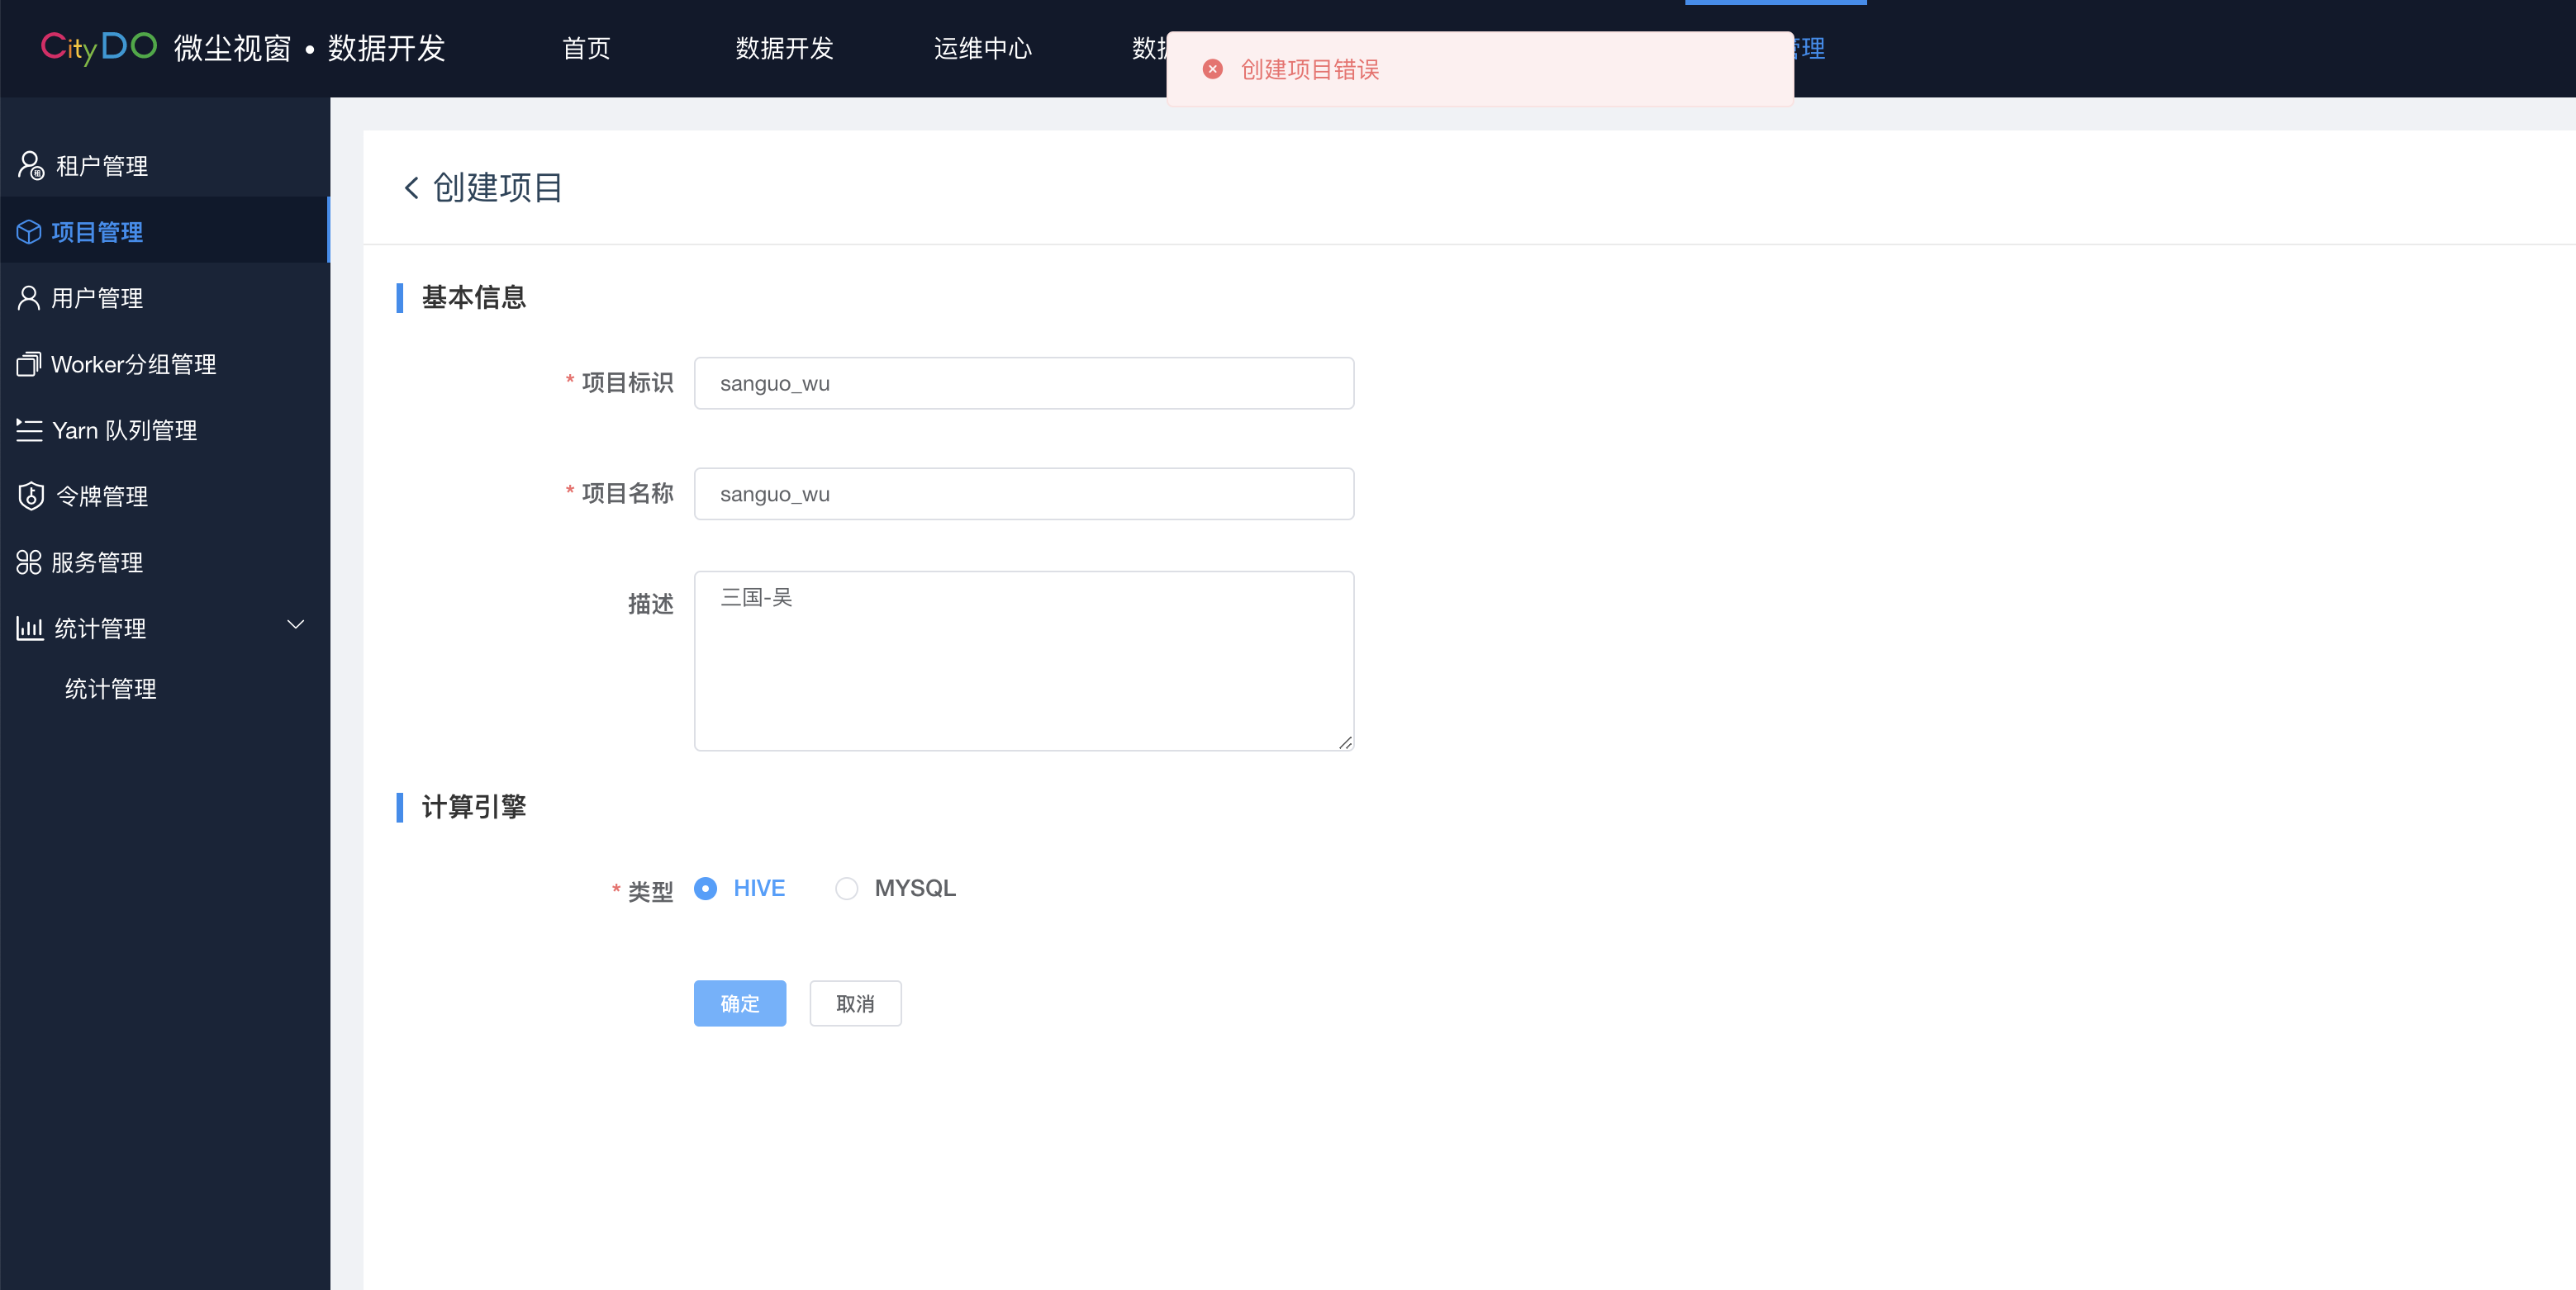 CityDO 微尘视窗 • 数据开发
首页
数据开发
运维中心
数据
管理
创建项目错误
租户管理
项目管理
用户管理
Worker分组管理
Yarn 队列管理
令牌管理
服务管理
统计管理
统计管理
创建项目
基本信息
* 项目标识
sanguo_wu
* 项目名称
sanguo_wu
描述
三国-吴
计算引擎
* 类型
HIVE
MYSQL
确定
取消